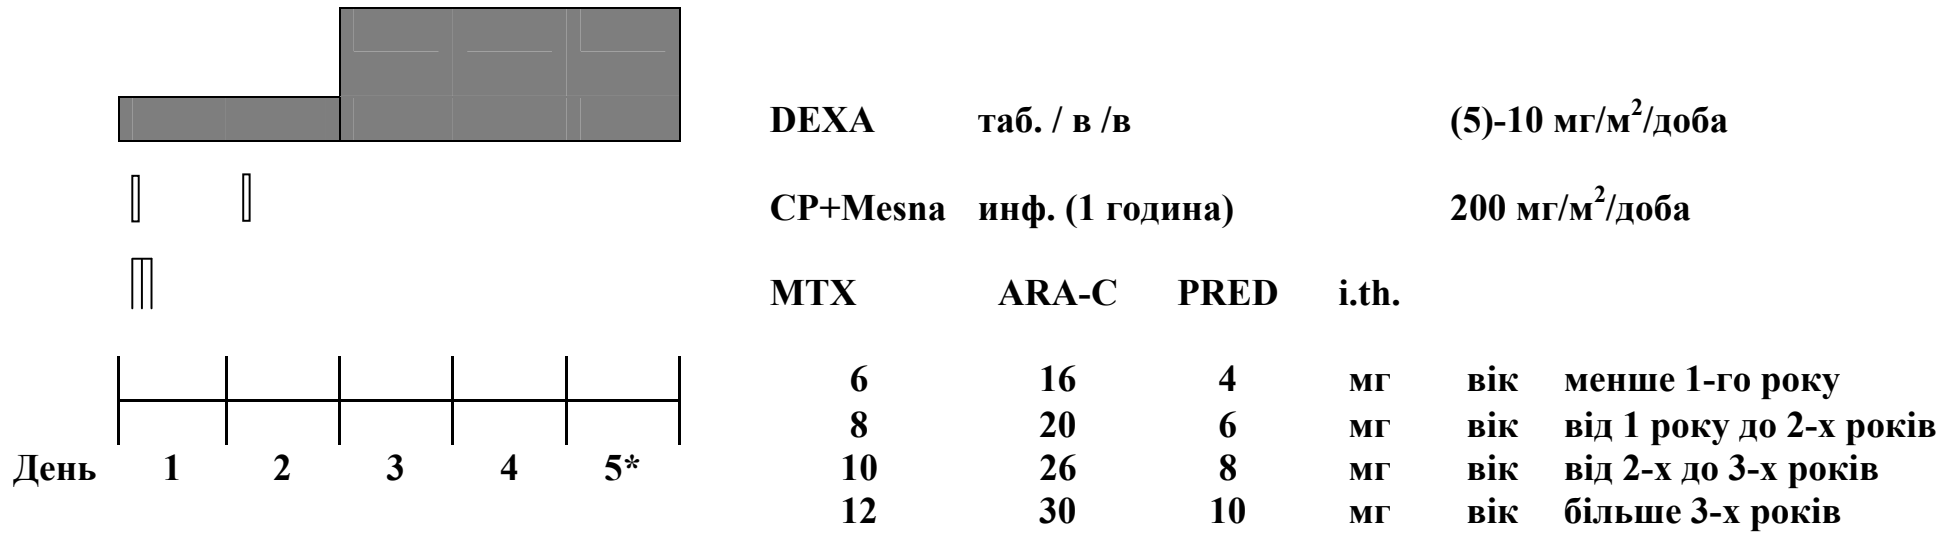 DEXA таб. / в /в (5)-10 мг/м²/доба
CP+Mesna инф. (1 година) 200 мг/м²/доба
MTX ARA-C PRED i.th.
6 16 4 мг вік менше 1-го року
8 20 6 мг вік від 1 року до 2-х років
День 1 2 3 4 5* 10 26 8 мг вік від 2-х до 3-х років
12 30 10 мг вік більше 3-х років